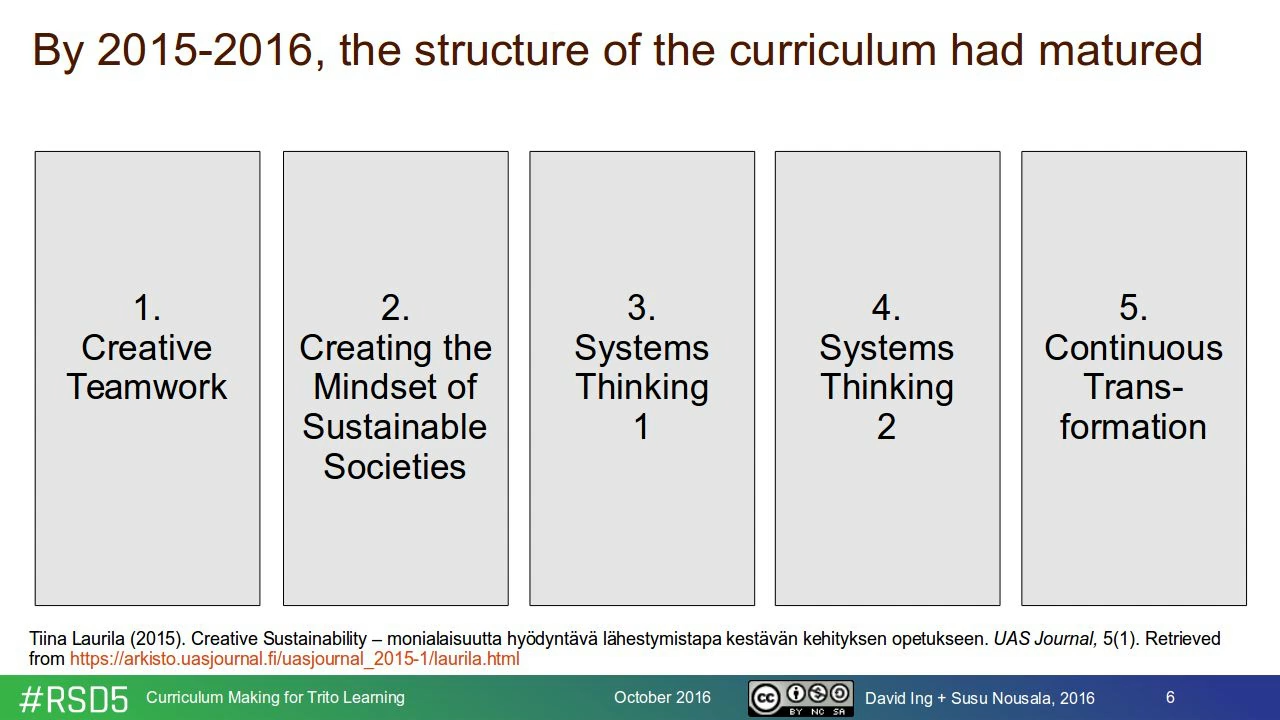 By 2015-2016, the structure of the curriculum had matured
1.
Creative
Teamwork
2.
Creating the
Mindset of
Sustainable
Societies
3.
Systems
Thinking
1
4.
Systems
Thinking
2
5.
Continuous
Trans-
formation
Tiina Laurila (2015). Creative Sustainability – monialaisuutta hyödyntävä lähestymistapa kestävän kehityksen opetukseen. UAS Journal, 5(1). Retrieved
from https://arkisto.uasjournal.fi/uasjournal_2015-1/laurila.html
#RSD5 Curriculum Making for Trito Learning October 2016 cc BY NC SA David Ing + Susu Nousala, 2016 6